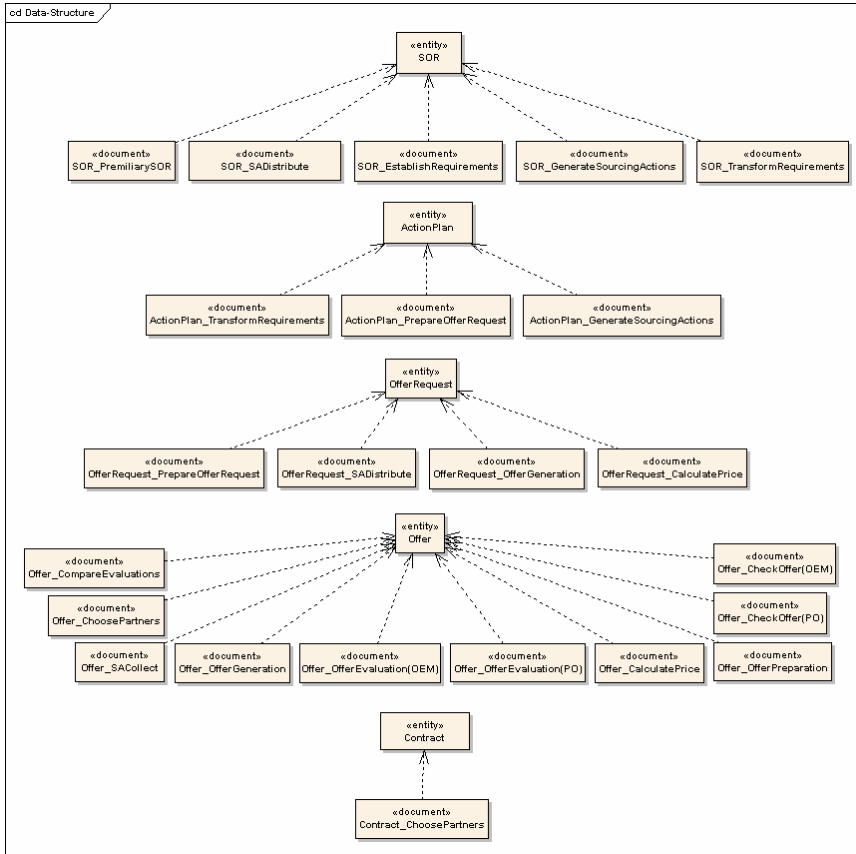 cd Data-Structure
«entity»
SOR
«document»
SOR_PremiliarySOR
«document»
SOR_SADistribute
«document»
SOR_EstablishRequirements
«document»
SOR_GenerateSourcingActions
«document»
SOR_TransformRequirements
«entity»
ActionPlan
«document»
ActionPlan_TransformRequirements
«document»
ActionPlan_PrepareOfferRequest
«document»
ActionPlan_GenerateSourcingActions
«entity»
OfferRequest
«document»
OfferRequest_PrepareOfferRequest
«document»
OfferRequest_SADistribute
«document»
OfferRequest_OfferGeneration
«document»
OfferRequest_CalculatePrice
«entity»
Offer
«document»
Offer_CompareEvaluations
«document»
Offer_CheckOffer(OEM)
«document»
Offer_ChoosePartners
«document»
Offer_CheckOffer(PO)
«document»
Offer_SACollect
«document»
Offer_OfferGeneration
«document»
Offer_OfferEvaluation(OEM)
«document»
Offer_OfferEvaluation(PO)
«document»
Offer_CalculatePrice
«document»
Offer_OfferPreparation
«entity»
Contract
«document»
Contract_ChoosePartners